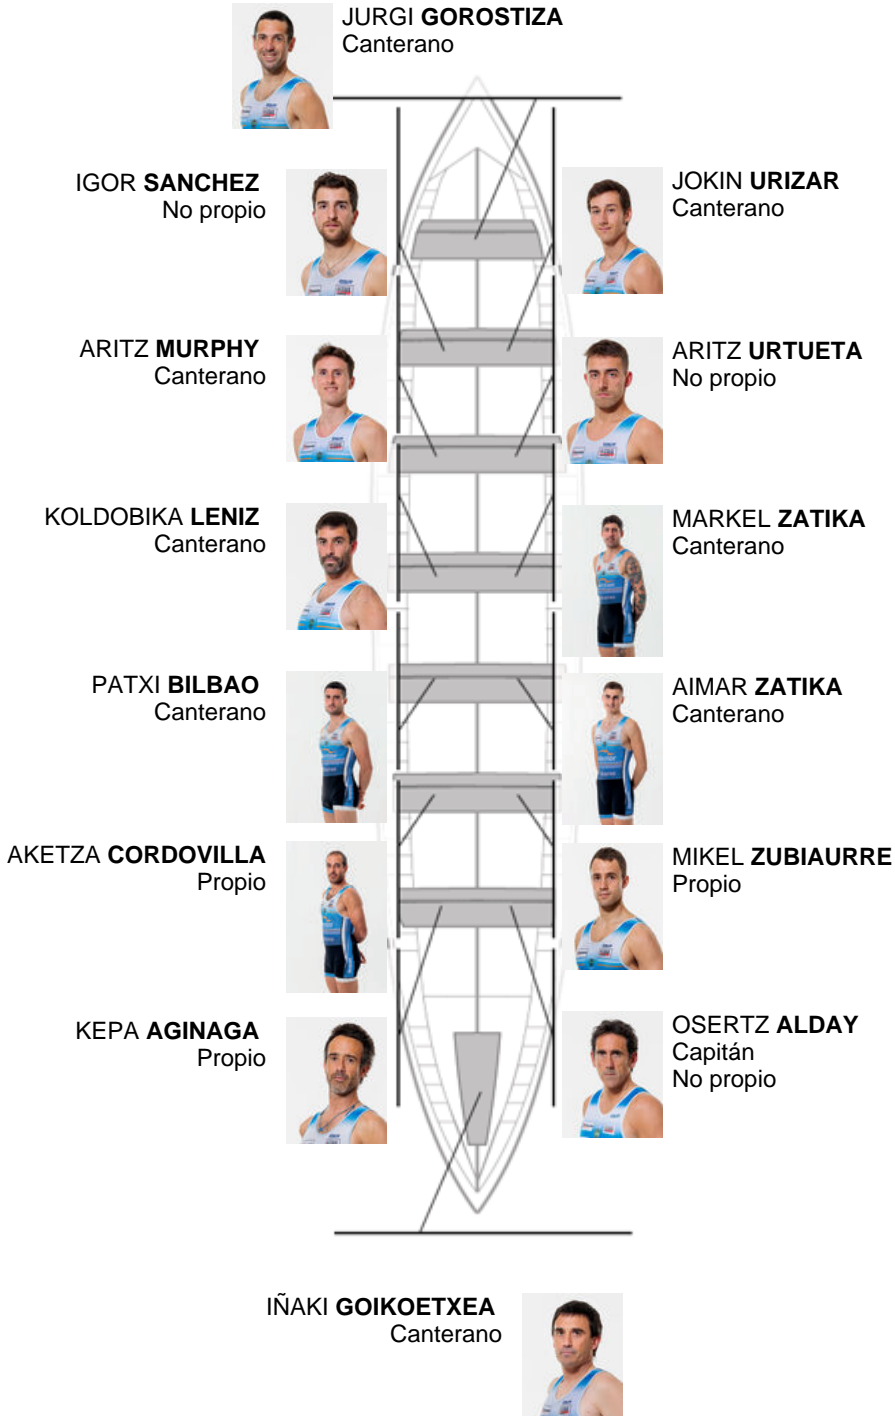 JURGI GOROSTIZA
Canterano
IGOR SANCHEZ
No propio
JOKIN URIZAR
Canterano
ARITZ MURPHY
Canterano
ARITZ URTUETA
No propio
KOLDOBIKA LENIZ
Canterano
MARKEL ZATIKA
Canterano
PATXI BILBAO
Canterano
AIMAR ZATIKA
Canterano
AKETZA CORDOVILLA
Propio
MIKEL ZUBIAURRE
Propio
KEPA AGINAGA
Propio
OSERTZ ALDAY
Capitán
No propio
IÑAKI GOIKOETXEA
Canterano